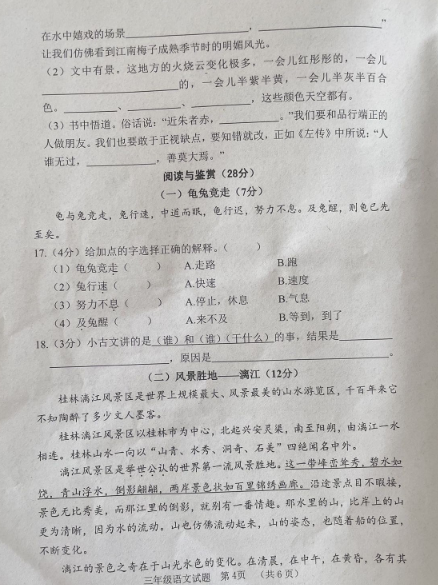 在水中嬉戏的场景____________________，____________________。”
让我们仿佛看到江南梅子成熟季节时的明媚风光。
（2）文中有景。这地方的火烧云变化极多，一会儿红彤彤的，一会儿
____________________的，一会儿半紫半黄，一会儿半灰半百合
色。________、________、________，这些颜色天空都有。
（3）书中悟道。俗话说：“近朱者赤，__________。”我们要和品行端正的
人做朋友。我们也要敢于正视缺点，要知错就改，正如《左传》中所说：“人
谁无过，__________，善莫大焉。”
阅读与鉴赏（28分）
（一）龟兔竞走（7分）
龟与兔竞走，兔行速，中道而眠，龟行迟，努力不息。及兔醒，则龟已先
至矣。
17.（4分）给加点的字选择正确的解释。（ ）
（1）龟兔竞走（ ） A.走路 B.跑
（2）兔行速（ ） A.快速 B.速度
（3）努力不息（ ） A.停止，休息 B.气息
（4）及兔醒（ ） A.来不及 B.等到，到了
18.（3分）小古文讲的是（谁）和（谁）（干什么）的事，结果是__________
____________________，原因是____________________。
（二）风景胜地——漓江（12分）
桂林漓江风景区是世界上规模最大、风景最美的山水游览区，千百年来它
不知陶醉了多少文人墨客。
桂林漓江风景区以桂林市为中心，北起兴安灵渠，南至阳朔，由漓江一水
相连。桂林山水一向以“山青、水秀、洞奇、石美”四绝闻名中外。
漓江风景区是举世公认的世界第一流风景胜地。这一带峰峦耸秀，碧水如
饶，青山浮水，倒影翩翩，两岸景色犹如百里锦绣画廊。沿途景点目不暇接，
景色无比秀美，而那江里的倒影，就别有一番情趣。那水里的山，比岸上的山
更为清晰，因为水的流动，山也仿佛流动起来，山的姿态，也随着船的位置，
不断变化。
漓江的景色之奇在于山光水色的变化。在清晨，在中午，在黄昏，各有其
三年级语文试题 第4页 （共6页）